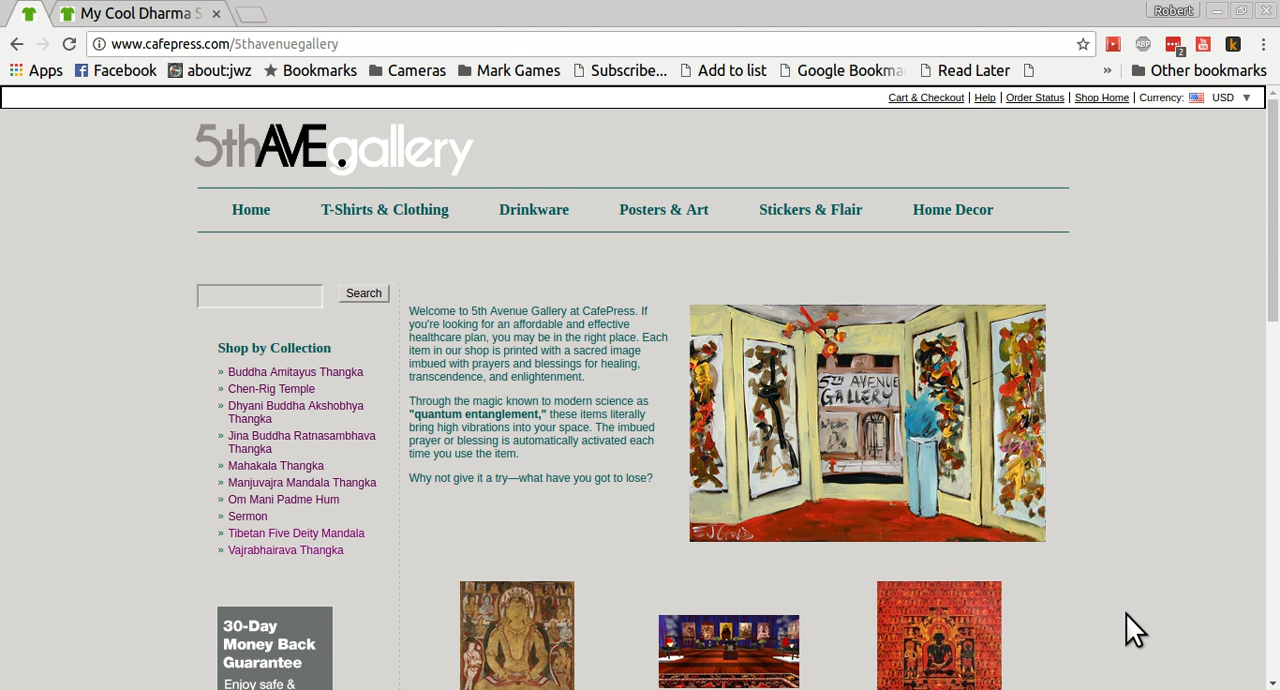 Robert
My Cool Dharma S
www.cafepress.com/5thavenuegallery
ABP
2
You
k
Apps
Facebook
about:jwz
Bookmarks
Cameras
Mark Games
Subscribe...
Add to list
Google Bookma
Read Later
»
Other bookmarks
Cart & Checkout | Help | Order Status | Shop Home | Currency: USD ▼
5thAVE.gallery
Home
T-Shirts & Clothing
Drinkware
Posters & Art
Stickers & Flair
Home Decor
Search
Shop by Collection
» Buddha Amitayus Thangka
» Chen-Rig Temple
» Dhyani Buddha Akshobhya
Thangka
» Jina Buddha Ratnasambhava
Thangka
» Mahakala Thangka
» Manjuvajra Mandala Thangka
» Om Mani Padme Hum
» Sermon
» Tibetan Five Deity Mandala
» Vajrabhairava Thangka
30-Day
Money Back
Guarantee
Enjoy safe &
Welcome to 5th Avenue Gallery at CafePress. If
you're looking for an affordable and effective
healthcare plan, you may be in the right place. Each
item in our shop is printed with a sacred image
imbued with prayers and blessings for healing,
transcendence, and enlightenment.
Through the magic known to modern science as
"quantum entanglement," these items literally
bring high vibrations into your space. The imbued
prayer or blessing is automatically activated each
time you use the item.
Why not give it a try—what have you got to lose?
5TH AVENUE
GALLERY
EJ Gold